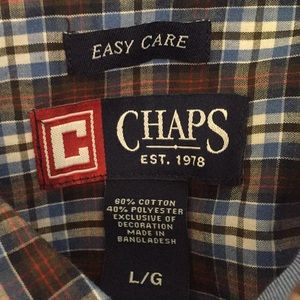 EASY CARE
C
CHAPS
EST. 1978
60% COTTON
40% POLYESTER
EXCLUSIVE OF
DECORATION
MADE IN
BANGLADESH
L/G